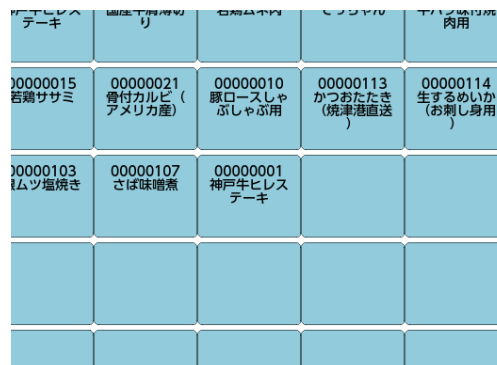 テーキ
り
肉用
00000021
00000010
00000113
00000114
若鶏ササミ
骨付カルビ（
豚ロースしゃ
かつおたたき
生するめいか
アメリカ産）
ぶしゃぶ用
（焼津港直送
（お刺し身用
）
）
00000103
00000107
00000001
ムツ塩焼き
さば味噌煮
神戸牛ヒレス
テーキ